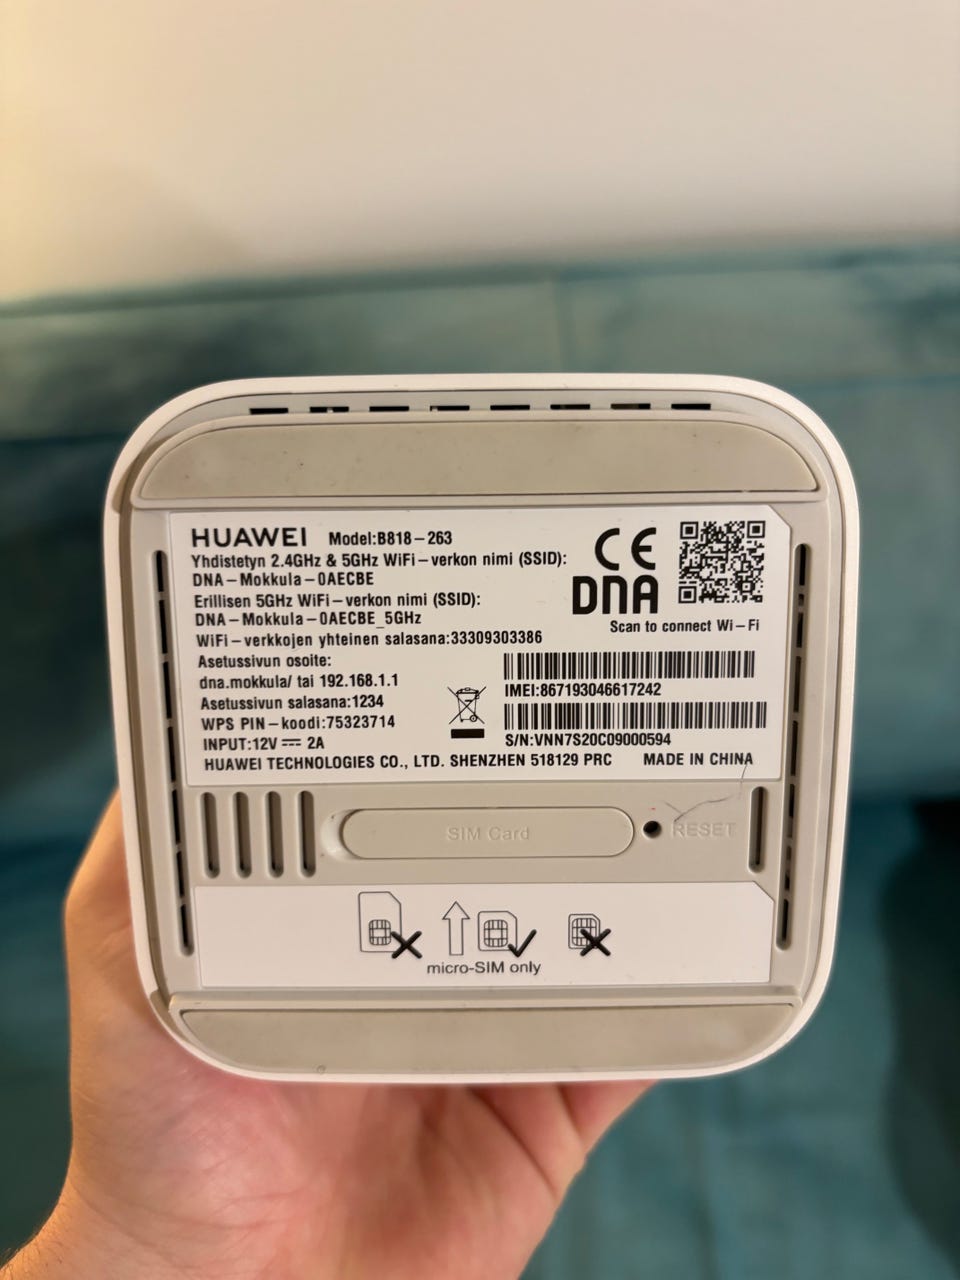 HUAWEI Model:B818-263
Yhdistetyn 2.4GHz & 5GHz WiFi-verkon nimi (SSID):
DNA-Mokkula-0AECBE
Erillisen 5GHz WiFi-verkon nimi (SSID):
DNA-Mokkula-0AECBE_5GHz
WiFi-verkkojen yhteinen salasana:33309303386
Asetussivun osoite:
dna.mokkula/ tai 192.168.1.1
Asetussivun salasana:1234
WPS PIN-koodi:75323714
INPUT:12V ⎓ 2A
HUAWEI TECHNOLOGIES CO., LTD. SHENZHEN 518129 PRC MADE IN CHINA
CE
DNA
Scan to connect Wi-Fi
IMEI:867193046617242
S/N:VNN7S20C09000594
SIM Card
RESET
micro-SIM only